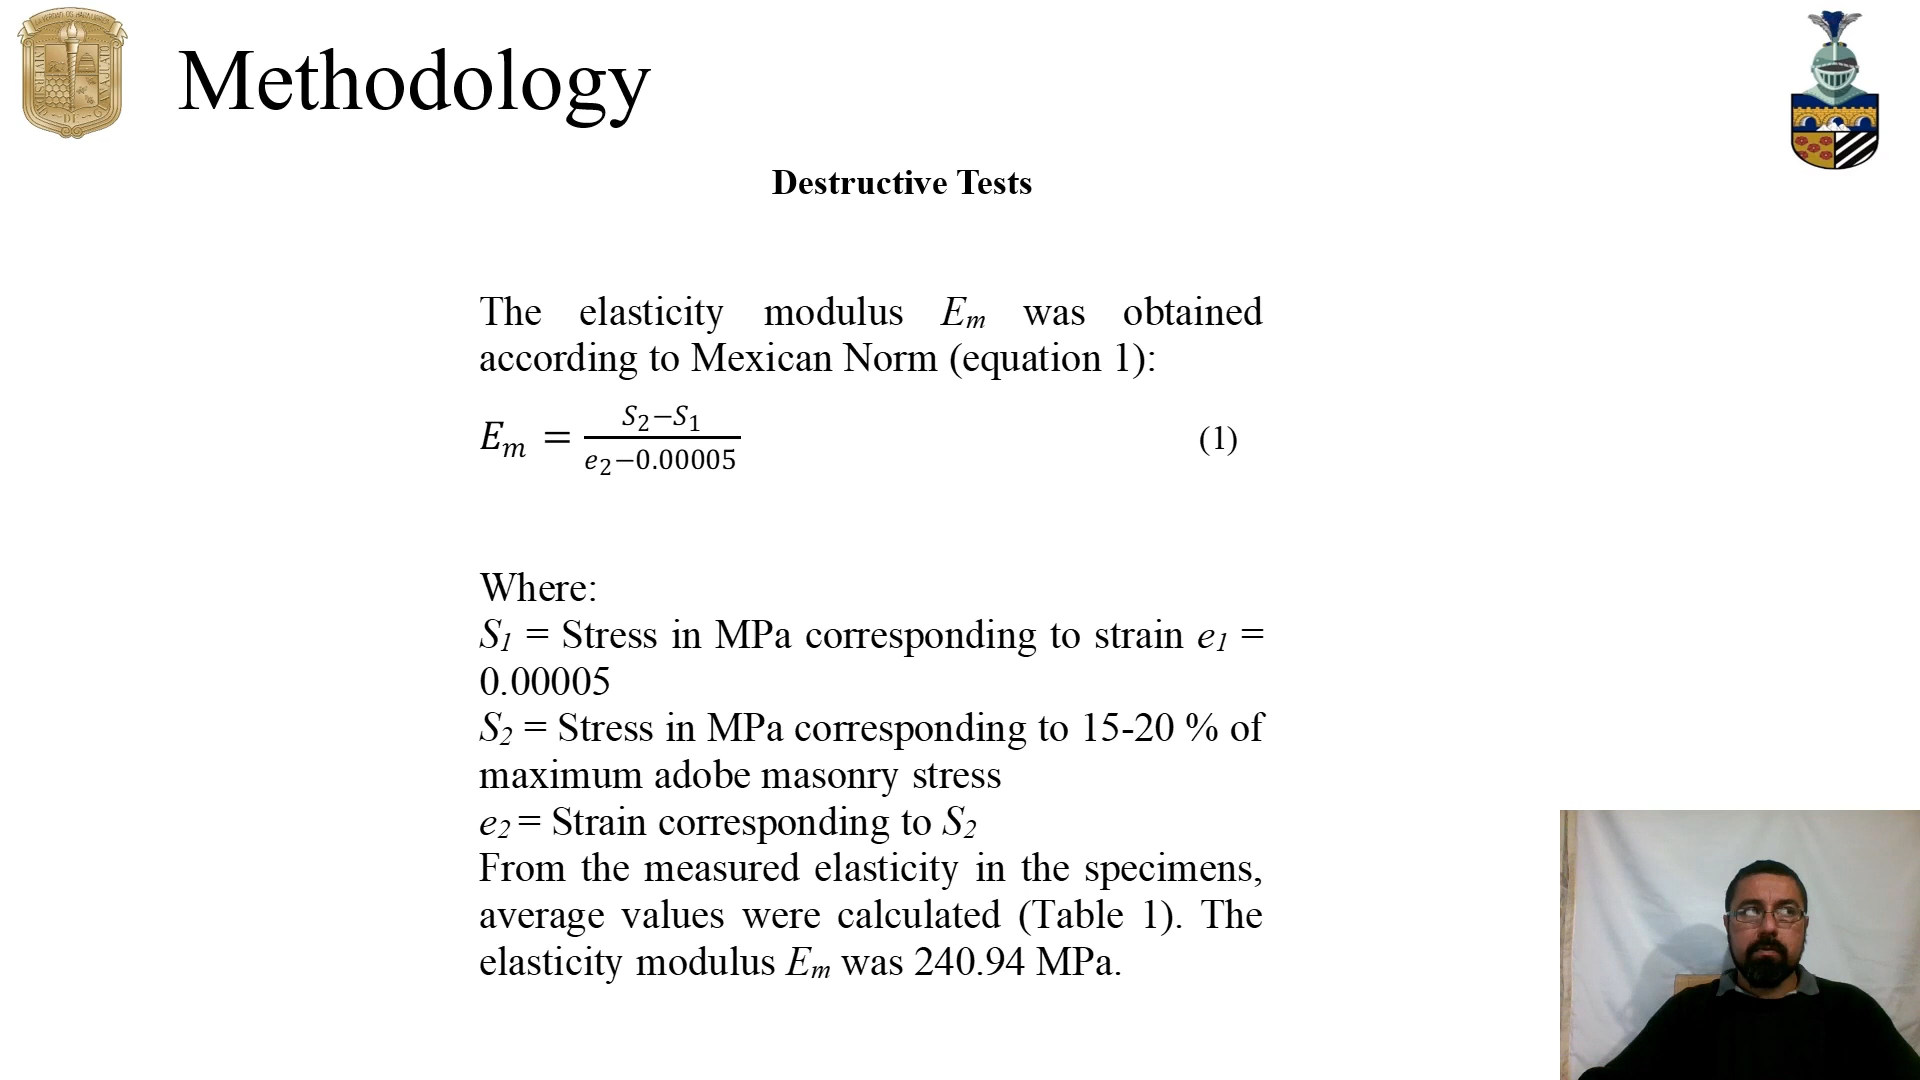 Methodology
Destructive Tests
The elasticity modulus Em was obtained
according to Mexican Norm (equation 1):
Em = S2−S1 / e2−0.00005 (1)
Where:
S1 = Stress in MPa corresponding to strain e1 =
0.00005
S2 = Stress in MPa corresponding to 15-20 % of
maximum adobe masonry stress
e2 = Strain corresponding to S2
From the measured elasticity in the specimens,
average values were calculated (Table 1). The
elasticity modulus Em was 240.94 MPa.